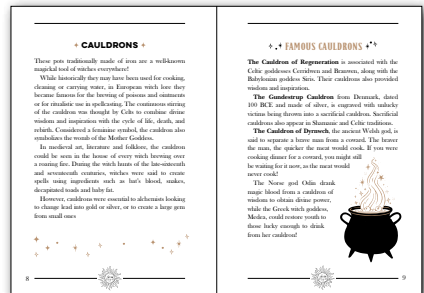 CAULDRONS
These pots traditionally made of iron are a well-known
magickal tool of witches everywhere!
While historically they may have been used for cooking,
cleaning or carrying water, in European witch lore they
became famous for the brewing of poisons and ointments
or for ritualistic use in spellcasting. The continuous stirring
of the cauldron was thought by Celts to combine divine
wisdom and inspiration with the cycle of life, death, and
rebirth. Considered a feminine symbol, the cauldron also
symbolizes the womb of the Mother Goddess.
In medieval art, literature and folklore, the cauldron
could be seen in the house of every witch brewing over
a roaring fire. During the witch hunts of the late-sixteenth
and seventeenth centuries, witches were said to create
spells using ingredients such as bat's blood, snakes,
decapitated toads and baby fat.
However, cauldrons were essential to alchemists looking
to change lead into gold or silver, or to create a large gem
from small ones
8
FAMOUS CAULDRONS
The Cauldron of Regeneration is associated with the
Celtic goddesses Cerridwen and Branwen, along with the
Babylonian goddess Siris. Their cauldrons also provided
wisdom and inspiration.
The Gundestrup Cauldron from Denmark, dated
100 BCE and made of silver, is engraved with unlucky
victims being thrown into a sacrificial cauldron. Sacrificial
cauldrons also appear in Shamanic and Celtic traditions.
The Cauldron of Dyrnwch, the ancient Welsh god, is
said to separate a brave man from a coward. The braver
the man, the quicker the meat would cook. If you were
cooking dinner for a coward, you might still
be waiting for it now, as the meat would
never cook!
The Norse god Odin drank
magic blood from a cauldron of
wisdom to obtain divine power,
while the Greek witch goddess,
Medea, could restore youth to
those lucky enough to drink
from her cauldron!
9